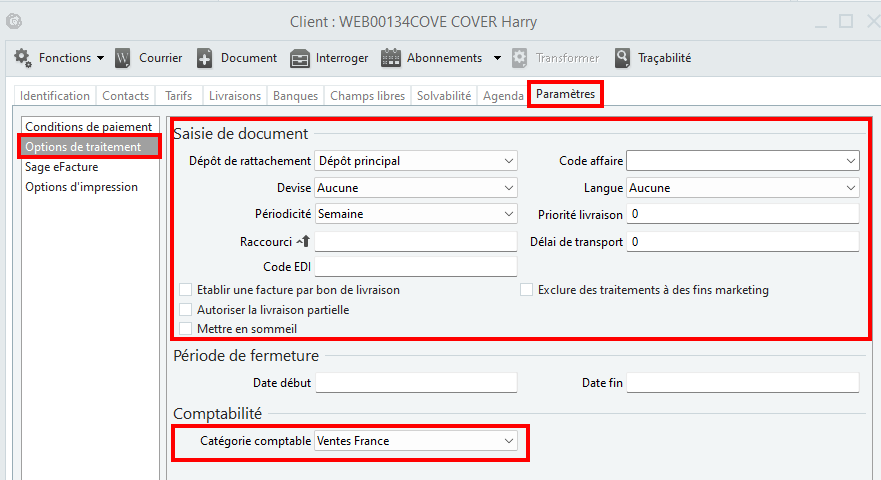 Client : WEB00134COVE COVER Harry
Fonctions Courrier Document Interroger Abonnements Transformer Traçabilité
Identification Contacts Tarifs Livraisons Banques Champs libres Solvabilité Agenda Paramètres
Conditions de paiement
Options de traitement
Sage eFacture
Options d'impression
Saisie de document
Dépôt de rattachement Dépôt principal Code affaire
Devise Aucune Langue Aucune
Périodicité Semaine Priorité livraison 0
Raccourci Délai de transport 0
Code EDI
Etablir une facture par bon de livraison Exclure des traitements à des fins marketing
Autoriser la livraison partielle
Mettre en sommeil
Période de fermeture
Date début Date fin
Comptabilité
Catégorie comptable Ventes France